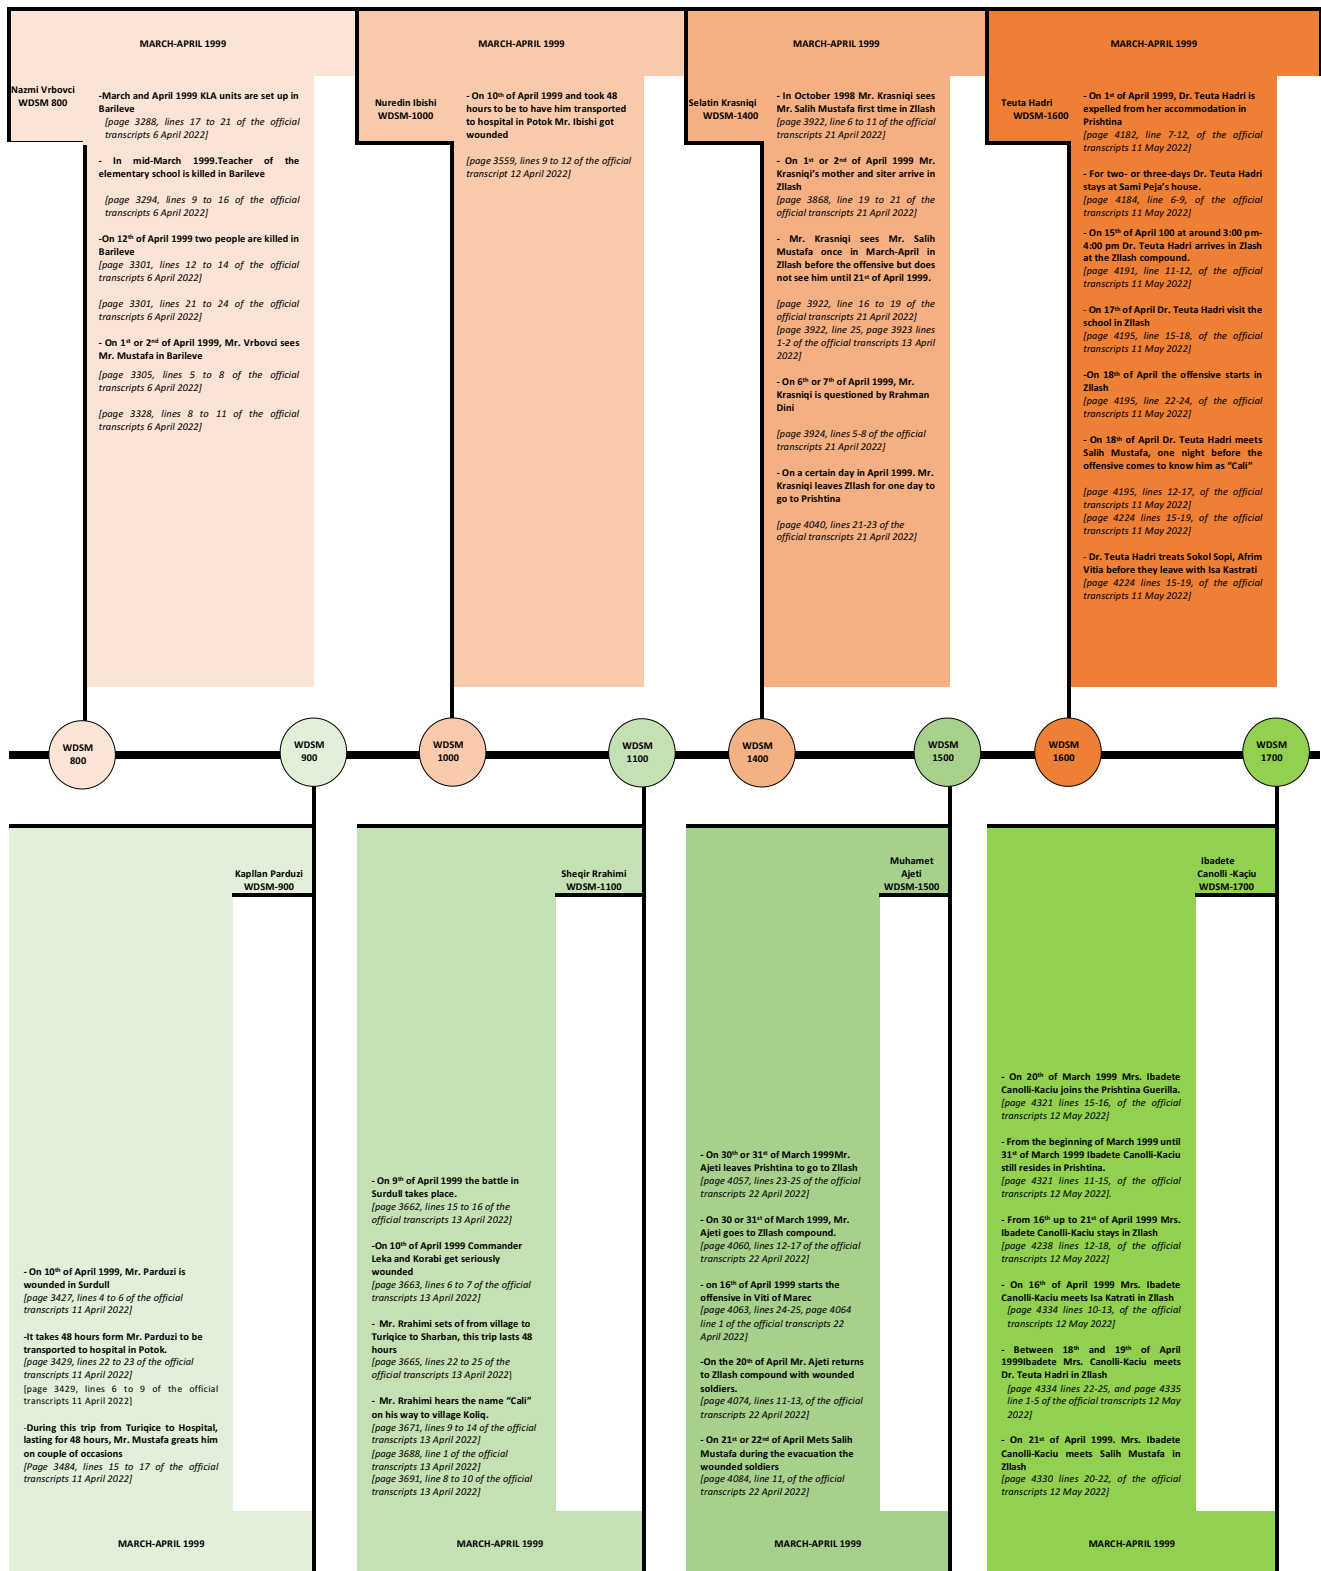 MARCH-APRIL 1999
Nazmi Vrbovci
WDSM 800
-March and April 1999 KLA units are set up in
Barileve
[page 3288, lines 17 to 21 of the official
transcripts 6 April 2022]
- In mid-March 1999.Teacher of the
elementary school is killed in Barileve
[page 3294, lines 9 to 16 of the official
transcripts 6 April 2022]
-On 12th of April 1999 two people are killed in
Barileve
[page 3301, lines 12 to 14 of the official
transcripts 6 April 2022]
[page 3301, lines 21 to 24 of the official
transcripts 6 April 2022]
- On 1st or 2nd of April 1999, Mr. Vrbovci sees
Mr. Mustafa in Barileve
[page 3305, lines 5 to 8 of the official
transcripts 6 April 2022]
[page 3328, lines 8 to 11 of the official
transcripts 6 April 2022]
MARCH-APRIL 1999
Nuredin Ibishi
WDSM-1000
- On 10th of April 1999 and took 48
hours to be to have him transported
to hospital in Potok Mr. Ibishi got
wounded
[page 3559, lines 9 to 12 of the official
transcript 12 April 2022]
MARCH-APRIL 1999
Selatin Krasniqi
WDSM-1400
- In October 1998 Mr. Krasniqi sees
Mr. Salih Mustafa first time in Zllash
[page 3922, line 6 to 11 of the official
transcripts 21 April 2022]
- On 1st or 2nd of April 1999 Mr.
Krasniqi's mother and siter arrive in
Zllash
[page 3868, line 19 to 21 of the
official transcripts 21 April 2022]
- Mr. Krasniqi sees Mr. Salih
Mustafa once in March-April in
Zllash before the offensive but does
not see him until 21st of April 1999.
[page 3922, line 16 to 19 of the
official transcripts 21 April 2022]
[page 3922, line 25, page 3923 lines
1-2 of the official transcripts 13 April
2022]
- On 6th or 7th of April 1999, Mr.
Krasniqi is questioned by Rrahman
Dini
[page 3924, lines 5-8 of the official
transcripts 21 April 2022]
- On a certain day in April 1999. Mr.
Krasniqi leaves Zllash for one day to
go to Prishtina
[page 4040, lines 21-23 of the
official transcripts 21 April 2022]
MARCH-APRIL 1999
Teuta Hadri
WDSM-1600
- On 1st of April 1999, Dr. Teuta Hadri is
expelled from her accommodation in
Prishtina
[page 4182, line 7-12, of the official
transcripts 11 May 2022]
- For two- or three-days Dr. Teuta Hadri
stays at Sami Peja's house.
[page 4184, line 6-9, of the official
transcripts 11 May 2022]
- On 15th of April 100 at around 3:00 pm-
4:00 pm Dr. Teuta Hadri arrives in Zlash
at the Zllash compound.
[page 4191, line 11-12, of the official
transcripts 11 May 2022]
- On 17th of April Dr. Teuta Hadri visit the
school in Zllash
[page 4195, line 15-18, of the official
transcripts 11 May 2022]
-On 18th of April the offensive starts in
Zllash
[page 4195, line 22-24, of the official
transcripts 11 May 2022]
- On 18th of April Dr. Teuta Hadri meets
Salih Mustafa, one night before the
offensive comes to know him as "Cali"
[page 4195, lines 12-17, of the official
transcripts 11 May 2022]
[page 4224 lines 15-19, of the official
transcripts 11 May 2022]
- Dr. Teuta Hadri treats Sokol Sopi, Afrim
Vitia before they leave with Isa Kastrati
[page 4224 lines 15-19, of the official
transcripts 11 May 2022]
WDSM
800
WDSM
900
WDSM
1000
WDSM
1100
WDSM
1400
WDSM
1500
WDSM
1600
WDSM
1700
Kapllan Parduzi
WDSM-900
- On 10th of April 1999, Mr. Parduzi is
wounded in Surdull
[page 3427, lines 4 to 6 of the official
transcripts 11 April 2022]
-It takes 48 hours form Mr. Parduzi to be
transported to hospital in Potok.
[page 3429, lines 22 to 23 of the official
transcripts 11 April 2022]
[page 3429, lines 6 to 9 of the official
transcripts 11 April 2022]
-During this trip from Turiqice to Hospital,
lasting for 48 hours, Mr. Mustafa greats him
on couple of occasions
[Page 3484, lines 15 to 17 of the official
transcripts 11 April 2022]
MARCH-APRIL 1999
Sheqir Rrahimi
WDSM-1100
- On 9th of April 1999 the battle in
Surdull takes place.
[page 3662, lines 15 to 16 of the
official transcripts 13 April 2022]
-On 10th of April 1999 Commander
Leka and Korabi get seriously
wounded
[page 3663, lines 6 to 7 of the official
transcripts 13 April 2022]
- Mr. Rrahimi sets of from village to
Turiqice to Sharban, this trip lasts 48
hours
[page 3665, lines 22 to 25 of the
official transcripts 13 April 2022]
- Mr. Rrahimi hears the name "Cali"
on his way to village Koliq.
[page 3671, lines 9 to 14 of the official
transcripts 13 April 2022]
[page 3688, line 1 of the official
transcripts 13 April 2022]
[page 3691, line 8 to 10 of the official
transcripts 13 April 2022]
MARCH-APRIL 1999
Muhamet
Ajeti
WDSM-1500
- On 30th or 31st of March 1999Mr.
Ajeti leaves Prishtina to go to Zllash
[page 4057, lines 23-25 of the official
transcripts 22 April 2022]
- On 30 or 31st of March 1999, Mr.
Ajeti goes to Zllash compound.
[page 4060, lines 12-17 of the official
transcripts 22 April 2022]
- on 16th of April 1999 starts the
offensive in Viti of Marec
[page 4063, lines 24-25, page 4064
line 1 of the official transcripts 22
April 2022]
-On the 20th of April Mr. Ajeti returns
to Zllash compound with wounded
soldiers.
[page 4074, lines 11-13, of the official
transcripts 22 April 2022]
- On 21st or 22nd of April Mets Salih
Mustafa during the evacuation the
wounded soldiers
[page 4084, line 11, of the official
transcripts 22 April 2022]
MARCH-APRIL 1999
Ibadete
Canolli -Kaçiu
WDSM-1700
- On 20th of March 1999 Mrs. Ibadete
Canolli-Kaciu joins the Prishtina Guerilla.
[page 4321 lines 15-16, of the official
transcripts 12 May 2022]
- From the beginning of March 1999 until
31st of March 1999 Ibadete Canolli-Kaciu
still resides in Prishtina.
[page 4321 lines 11-15, of the official
transcripts 12 May 2022].
- From 16th up to 21st of April 1999 Mrs.
Ibadete Canolli-Kaciu stays in Zllash
[page 4238 lines 12-18, of the official
transcripts 12 May 2022]
- On 16th of April 1999 Mrs. Ibadete
Canolli-Kaciu meets Isa Katrati in Zllash
[page 4334 lines 10-13, of the official
transcripts 12 May 2022]
- Between 18th and 19th of April
1999Ibadete Mrs. Canolli-Kaciu meets
Dr. Teuta Hadri in Zllash
[page 4334 lines 22-25, and page 4335
line 1-5 of the official transcripts 12 May
2022]
- On 21st of April 1999. Mrs. Ibadete
Canolli-Kaciu meets Salih Mustafa in
Zllash
[page 4330 lines 20-22, of the official
transcripts 12 May 2022]
MARCH-APRIL 1999